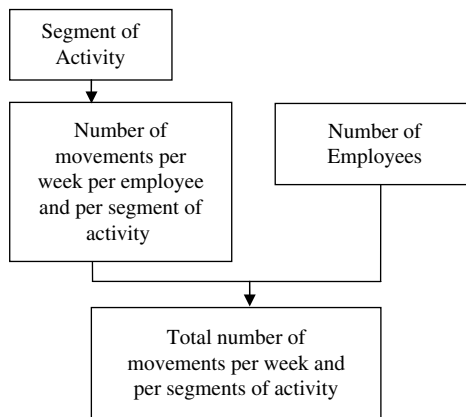 Segment of
Activity
Number of
movements per
week per employee
and per segment of
activity
Number of
Employees
Total number of
movements per week and
per segments of activity